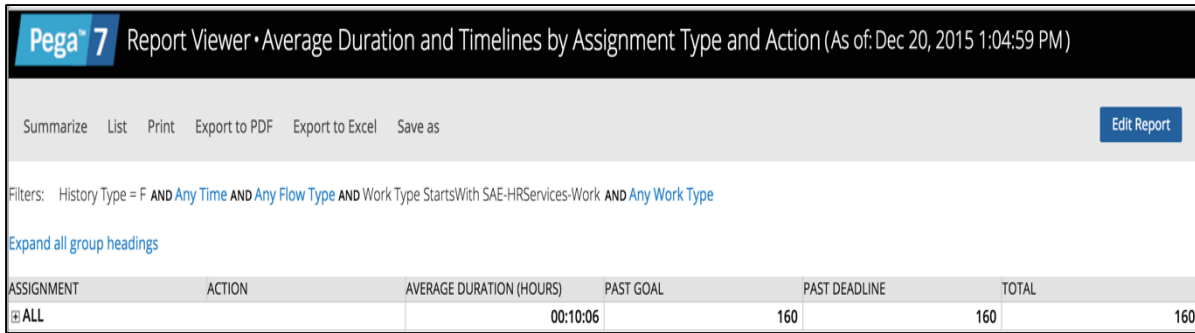 Pega™ 7 Report Viewer • Average Duration and Timelines by Assignment Type and Action (As of: Dec 20, 2015 1:04:59 PM)
Summarize List Print Export to PDF Export to Excel Save as Edit Report
Filters: History Type = F AND Any Time AND Any Flow Type AND Work Type StartsWith SAE-HRServices-Work AND Any Work Type
Expand all group headings
ASSIGNMENT ACTION AVERAGE DURATION (HOURS) PAST GOAL PAST DEADLINE TOTAL
ALL 00:10:06 160 160 160